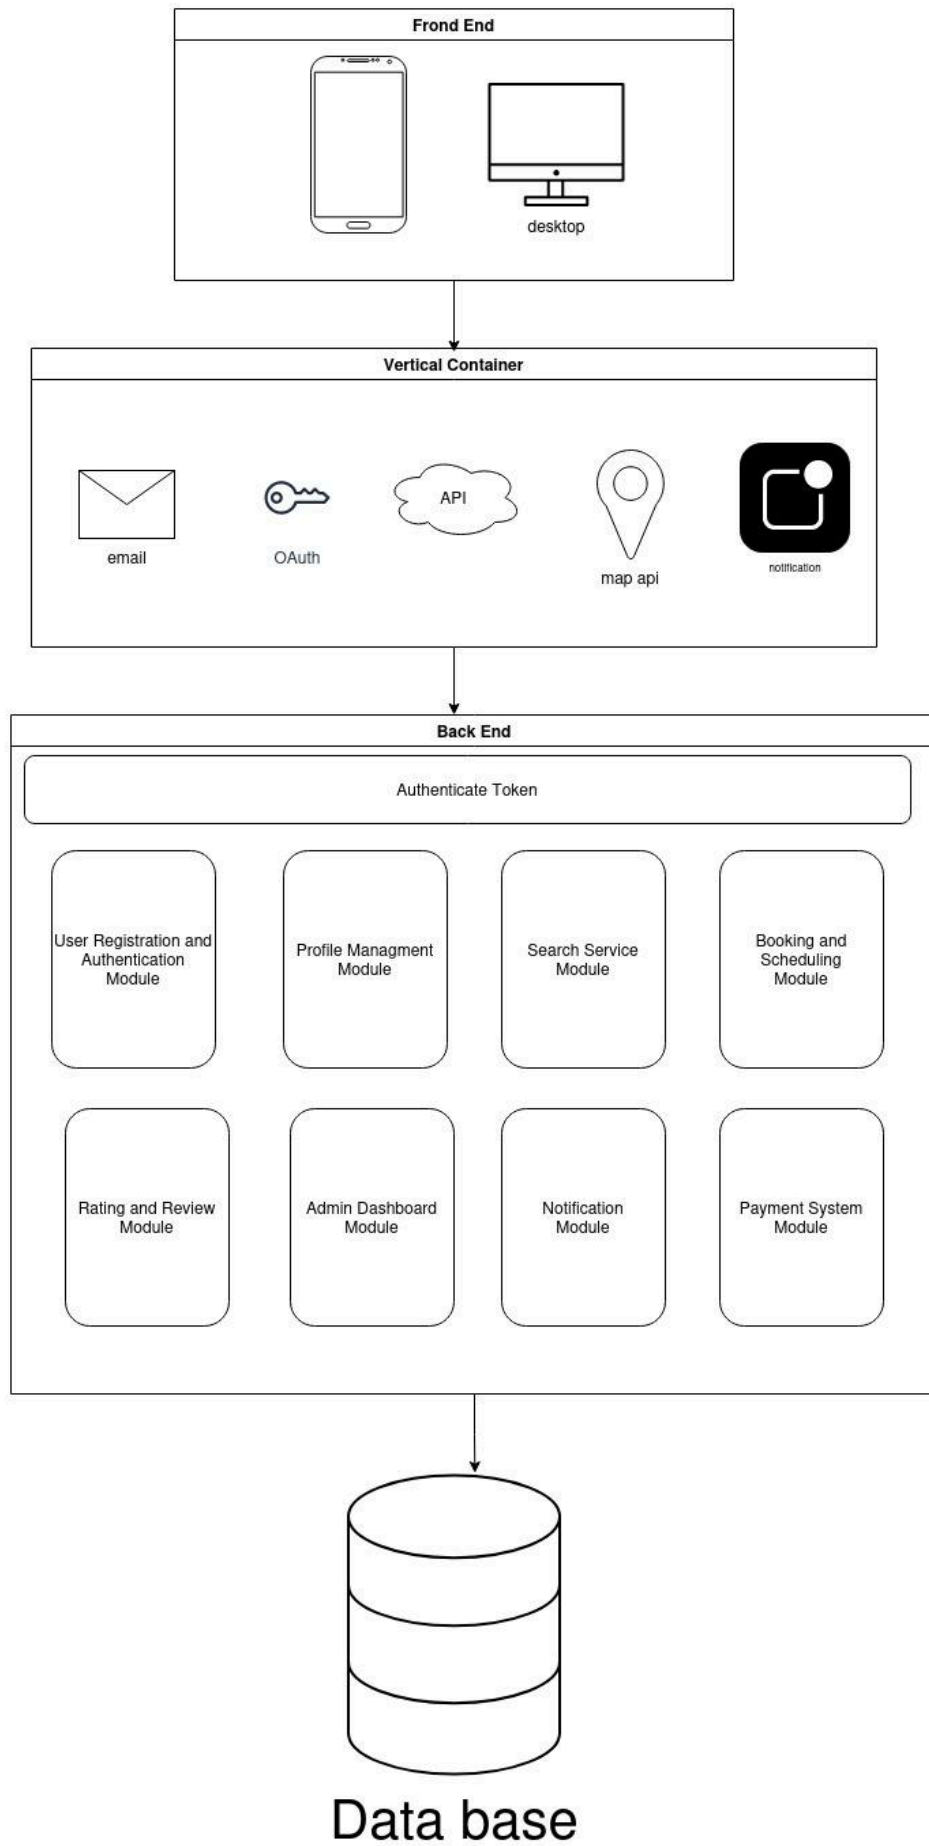 Frond End
desktop
Vertical Container
API
email
OAuth
map api
notification
Back End
Authenticate Token
User Registration and
Authentication
Module
Profile Managment
Module
Search Service
Module
Booking and
Scheduling
Module
Rating and Review
Module
Admin Dashboard
Module
Notification
Module
Payment System
Module
Data base